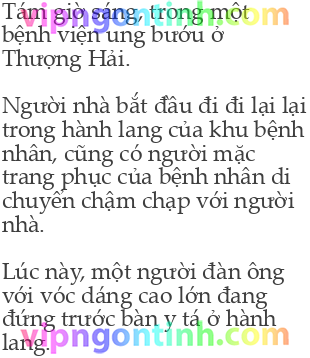 Tám giờ sáng, trong một
bệnh viện ung bướu ở
Thượng Hải.
Người nhà bắt đầu đi đi lại lại
trong hành lang của khu bệnh
nhân, cũng có người mặc
trang phục của bệnh nhân di
chuyển chậm chạp với người
nhà.
Lúc này, một người đàn ông
với vóc dáng cao lớn đang
đứng trước bàn y tá ở hành
lang.
vipngontinh.com
vipngontinh.com